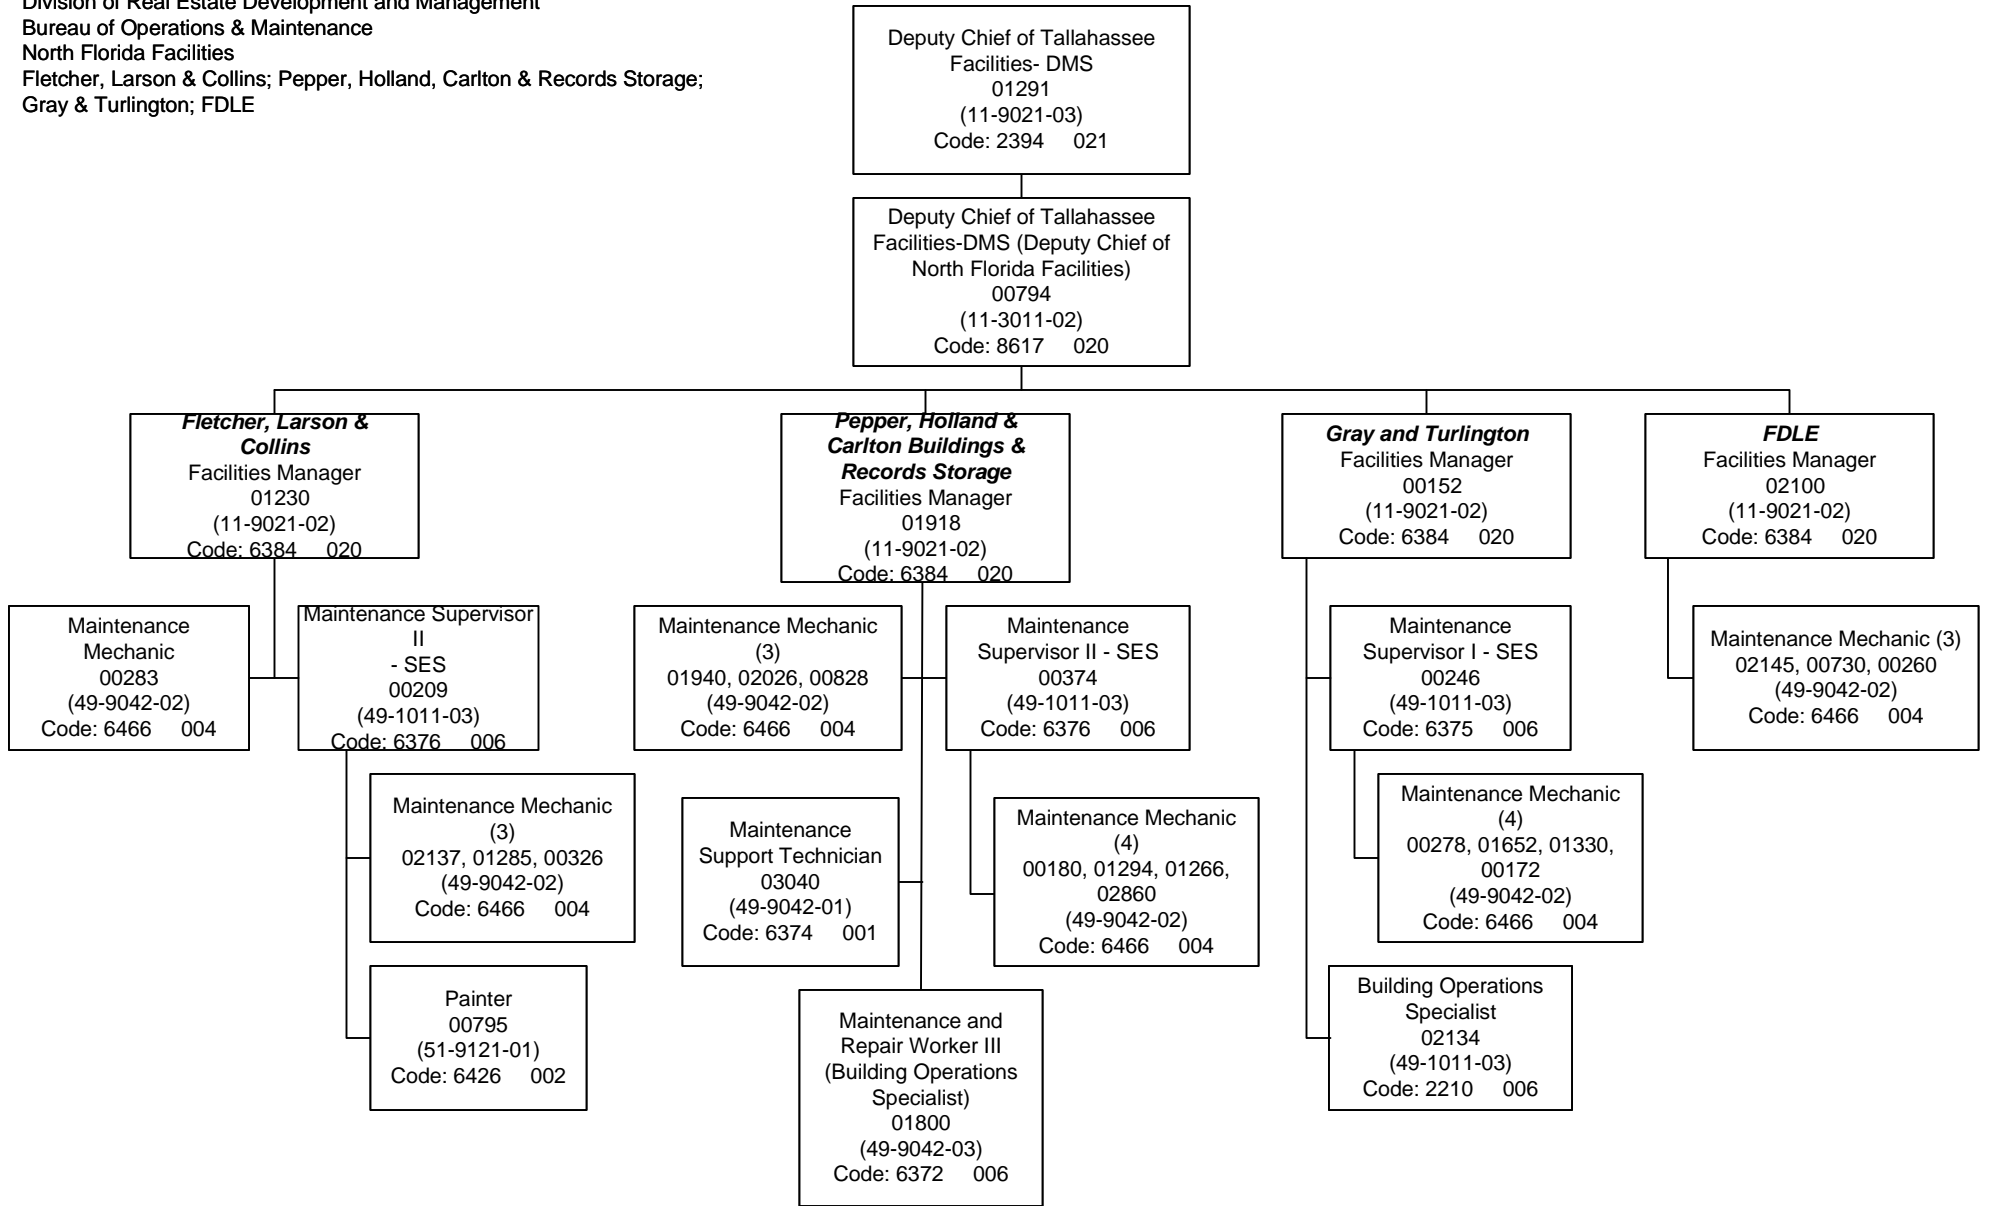 Division of Real Estate Development and Management
Bureau of Operations & Maintenance
North Florida Facilities
Fletcher, Larson & Collins; Pepper, Holland, Carlton & Records Storage;
Gray & Turlington; FDLE
Deputy Chief of Tallahassee
Facilities- DMS
01291
(11-9021-03)
Code: 2394 021
Deputy Chief of Tallahassee
Facilities-DMS (Deputy Chief of
North Florida Facilities)
00794
(11-3011-02)
Code: 8617 020
Fletcher, Larson &
Collins
Facilities Manager
01230
(11-9021-02)
Code: 6384 020
Pepper, Holland &
Carlton Buildings &
Records Storage
Facilities Manager
01918
(11-9021-02)
Code: 6384 020
Gray and Turlington
Facilities Manager
00152
(11-9021-02)
Code: 6384 020
FDLE
Facilities Manager
02100
(11-9021-02)
Code: 6384 020
Maintenance
Mechanic
00283
(49-9042-02)
Code: 6466 004
Maintenance Supervisor
II
- SES
00209
(49-1011-03)
Code: 6376 006
Maintenance Mechanic
(3)
01940, 02026, 00828
(49-9042-02)
Code: 6466 004
Maintenance
Supervisor II - SES
00374
(49-1011-03)
Code: 6376 006
Maintenance
Supervisor I - SES
00246
(49-1011-03)
Code: 6375 006
Maintenance Mechanic (3)
02145, 00730, 00260
(49-9042-02)
Code: 6466 004
Maintenance Mechanic
(3)
02137, 01285, 00326
(49-9042-02)
Code: 6466 004
Maintenance
Support Technician
03040
(49-9042-01)
Code: 6374 001
Maintenance Mechanic
(4)
00180, 01294, 01266,
02860
(49-9042-02)
Code: 6466 004
Maintenance Mechanic
(4)
00278, 01652, 01330,
00172
(49-9042-02)
Code: 6466 004
Painter
00795
(51-9121-01)
Code: 6426 002
Maintenance and
Repair Worker III
(Building Operations
Specialist)
01800
(49-9042-03)
Code: 6372 006
Building Operations
Specialist
02134
(49-1011-03)
Code: 2210 006